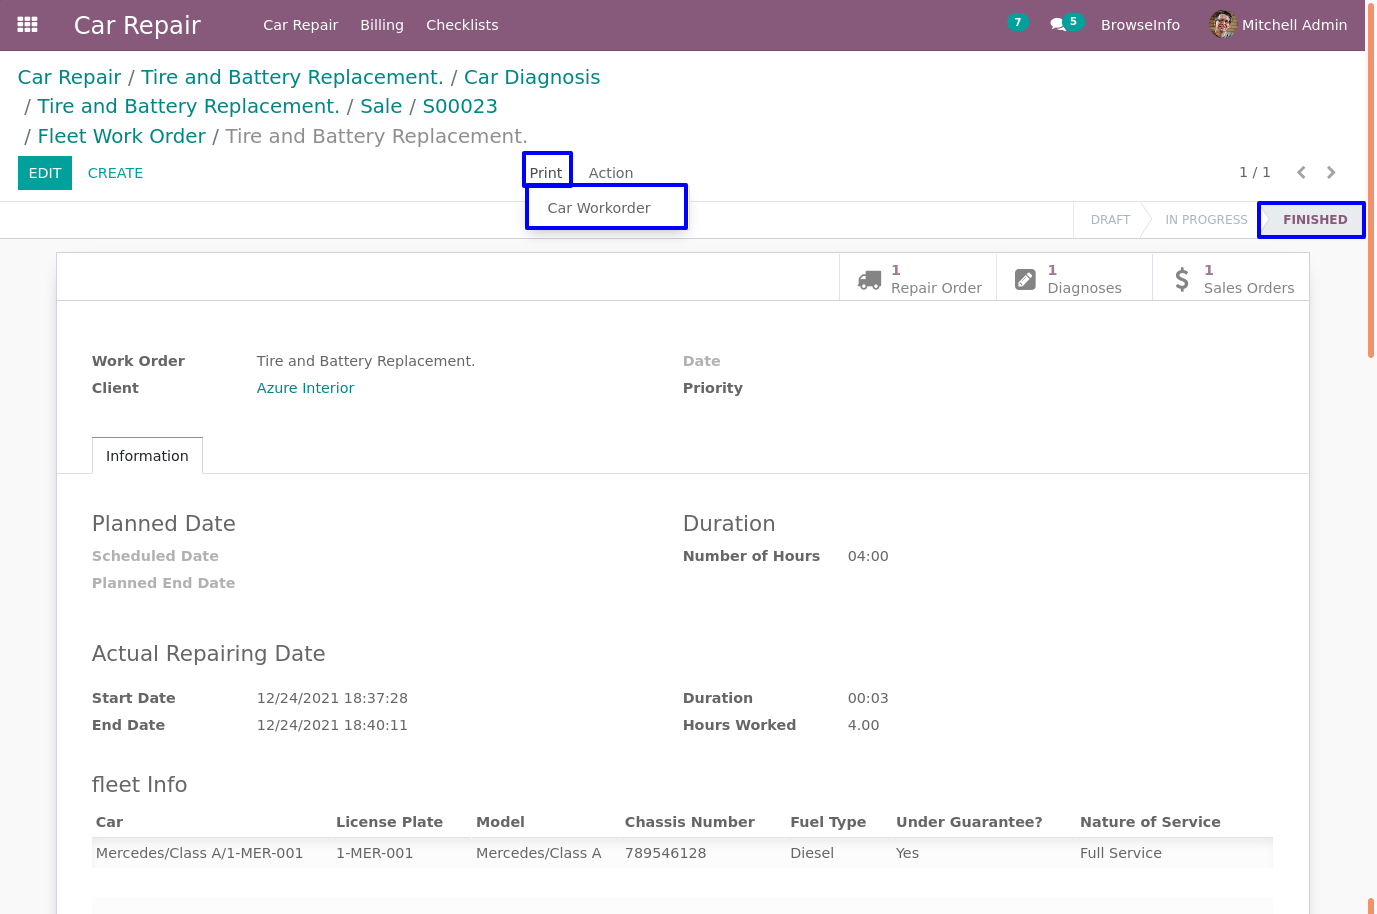 Car Repair Car Repair Billing Checklists 7 5 BrowseInfo Mitchell Admin
Car Repair / Tire and Battery Replacement. / Car Diagnosis
/ Tire and Battery Replacement. / Sale / S00023
/ Fleet Work Order / Tire and Battery Replacement.
EDIT CREATE Print Action 1 / 1
Car Workorder
DRAFT IN PROGRESS FINISHED
1 Repair Order 1 Diagnoses 1 Sales Orders
Work Order Tire and Battery Replacement. Date
Client Azure Interior Priority
Information
Planned Date Duration
Scheduled Date Number of Hours 04:00
Planned End Date
Actual Repairing Date
Start Date 12/24/2021 18:37:28 Duration 00:03
End Date 12/24/2021 18:40:11 Hours Worked 4.00
fleet Info
Car License Plate Model Chassis Number Fuel Type Under Guarantee? Nature of Service
Mercedes/Class A/1-MER-001 1-MER-001 Mercedes/Class A 789546128 Diesel Yes Full Service